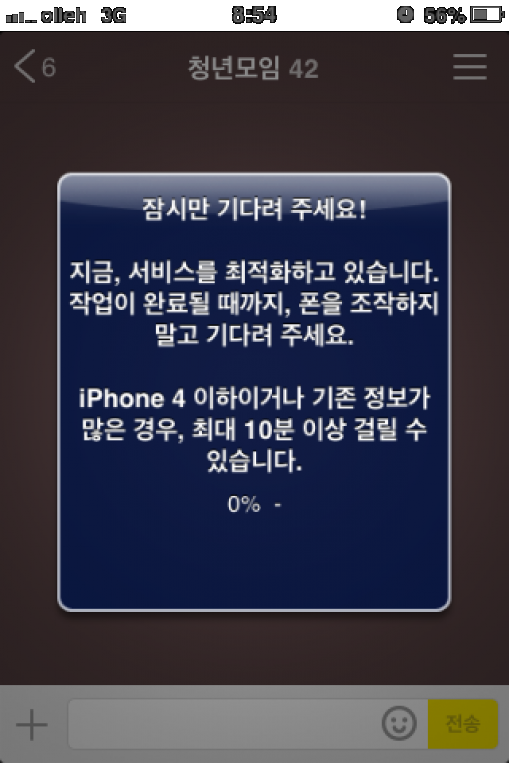 olleh 3G 8:54 56%
6 청년모임 42
잠시만 기다려 주세요!
지금, 서비스를 최적화하고 있습니다.
작업이 완료될 때까지, 폰을 조작하지
말고 기다려 주세요.
iPhone 4 이하이거나 기존 정보가
많은 경우, 최대 10분 이상 걸릴 수
있습니다.
0% -
전송